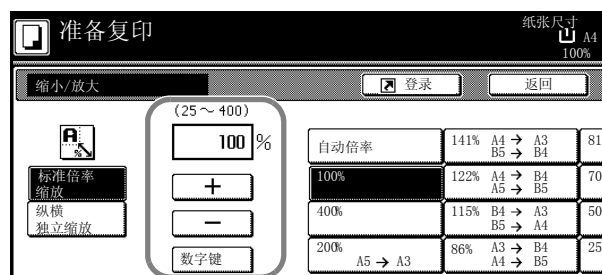 准备复印
纸张尺寸
A4
100%
缩小/放大
登录
返回
(25～400)
100 %
标准倍率
缩放
纵横
独立缩放
+
−
数字键
自动倍率
100%
400%
200%
A5 → A3
141% A4 → A3
B5 → B4
122% A4 → B4
A5 → B5
115% B4 → A3
B5 → A4
86% A3 → B4
A4 → B5
81
70
50
25